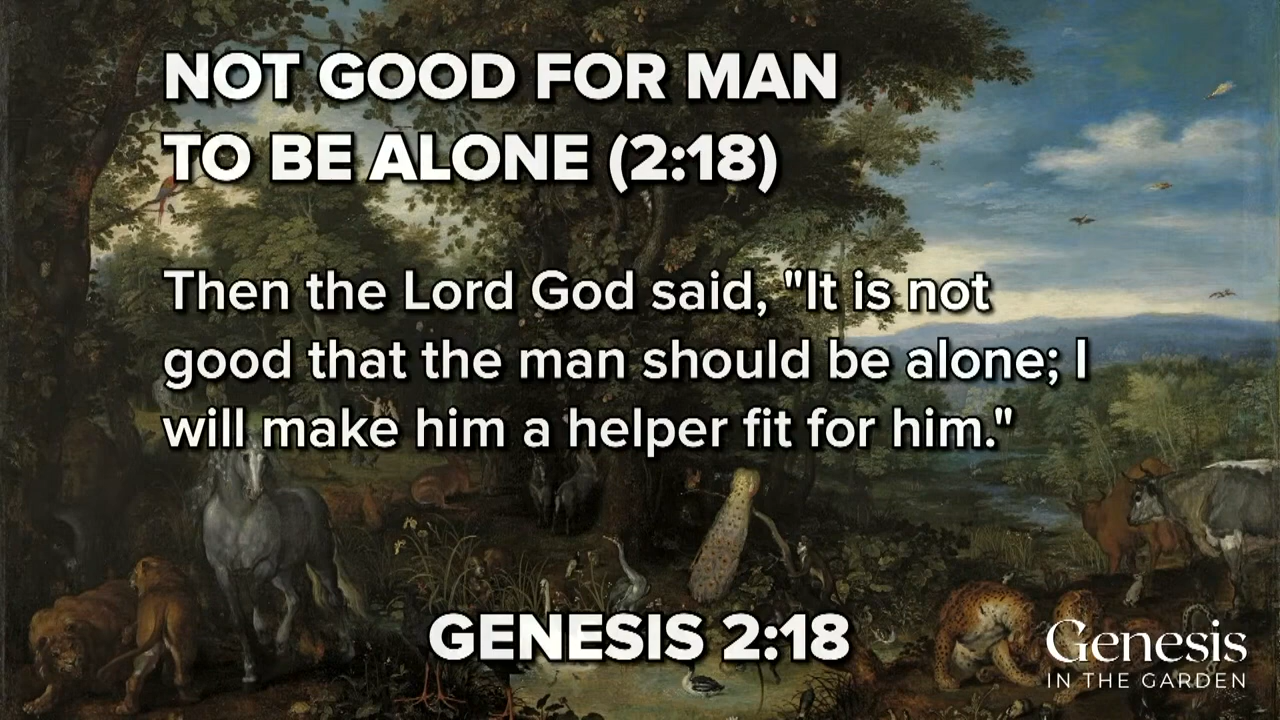 NOT GOOD FOR MAN
TO BE ALONE (2:18)
Then the Lord God said, "It is not
good that the man should be alone; I
will make him a helper fit for him."
GENESIS 2:18
Genesis
IN THE GARDEN